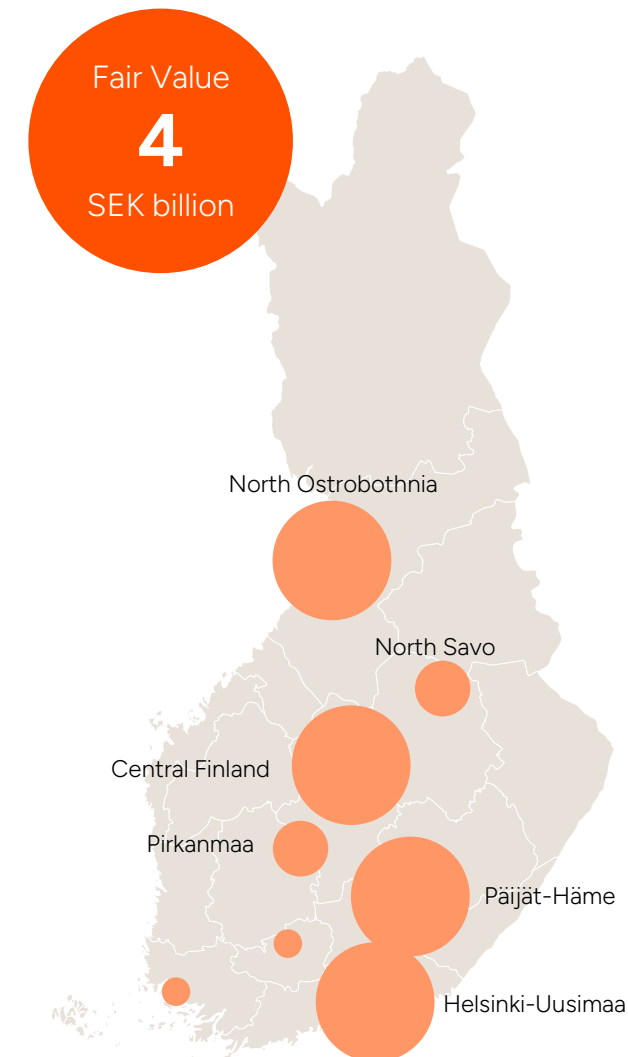 Fair Value
4
SEK billion
North Ostrobothnia
North Savo
Central Finland
Pirkanmaa
Päijät-Häme
Helsinki-Uusimaa